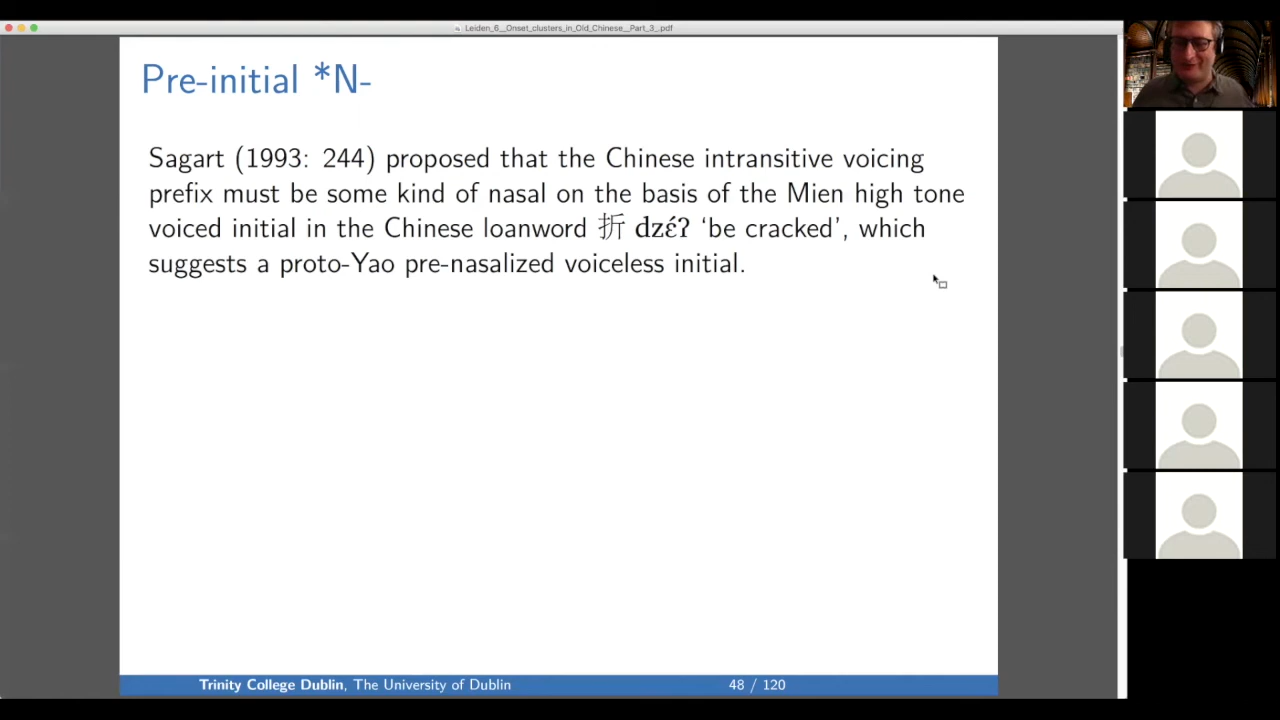 Leiden_6__Onset_clusters_in_Old_Chinese__Part_3_.pdf
Pre-initial *N-
Sagart (1993: 244) proposed that the Chinese intransitive voicing
prefix must be some kind of nasal on the basis of the Mien high tone
voiced initial in the Chinese loanword 折 dzɛ́ʔ ‘be cracked’, which
suggests a proto-Yao pre-nasalized voiceless initial.
Trinity College Dublin, The University of Dublin 48 / 120